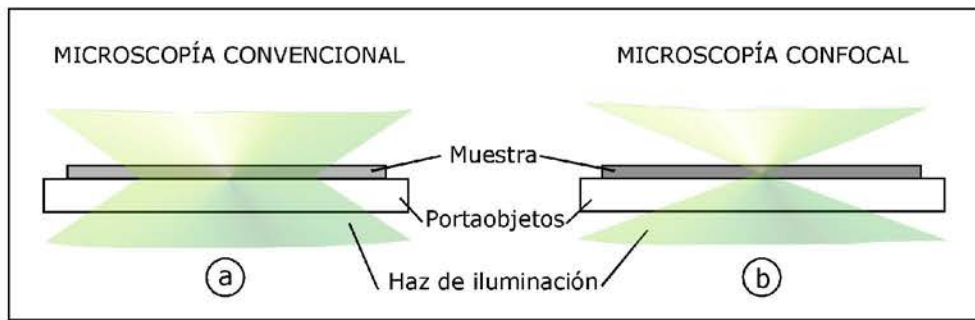 MICROSCOPÍA CONVENCIONAL
MICROSCOPÍA CONFOCAL
Muestra
Portaobjetos
Haz de iluminación
a
b